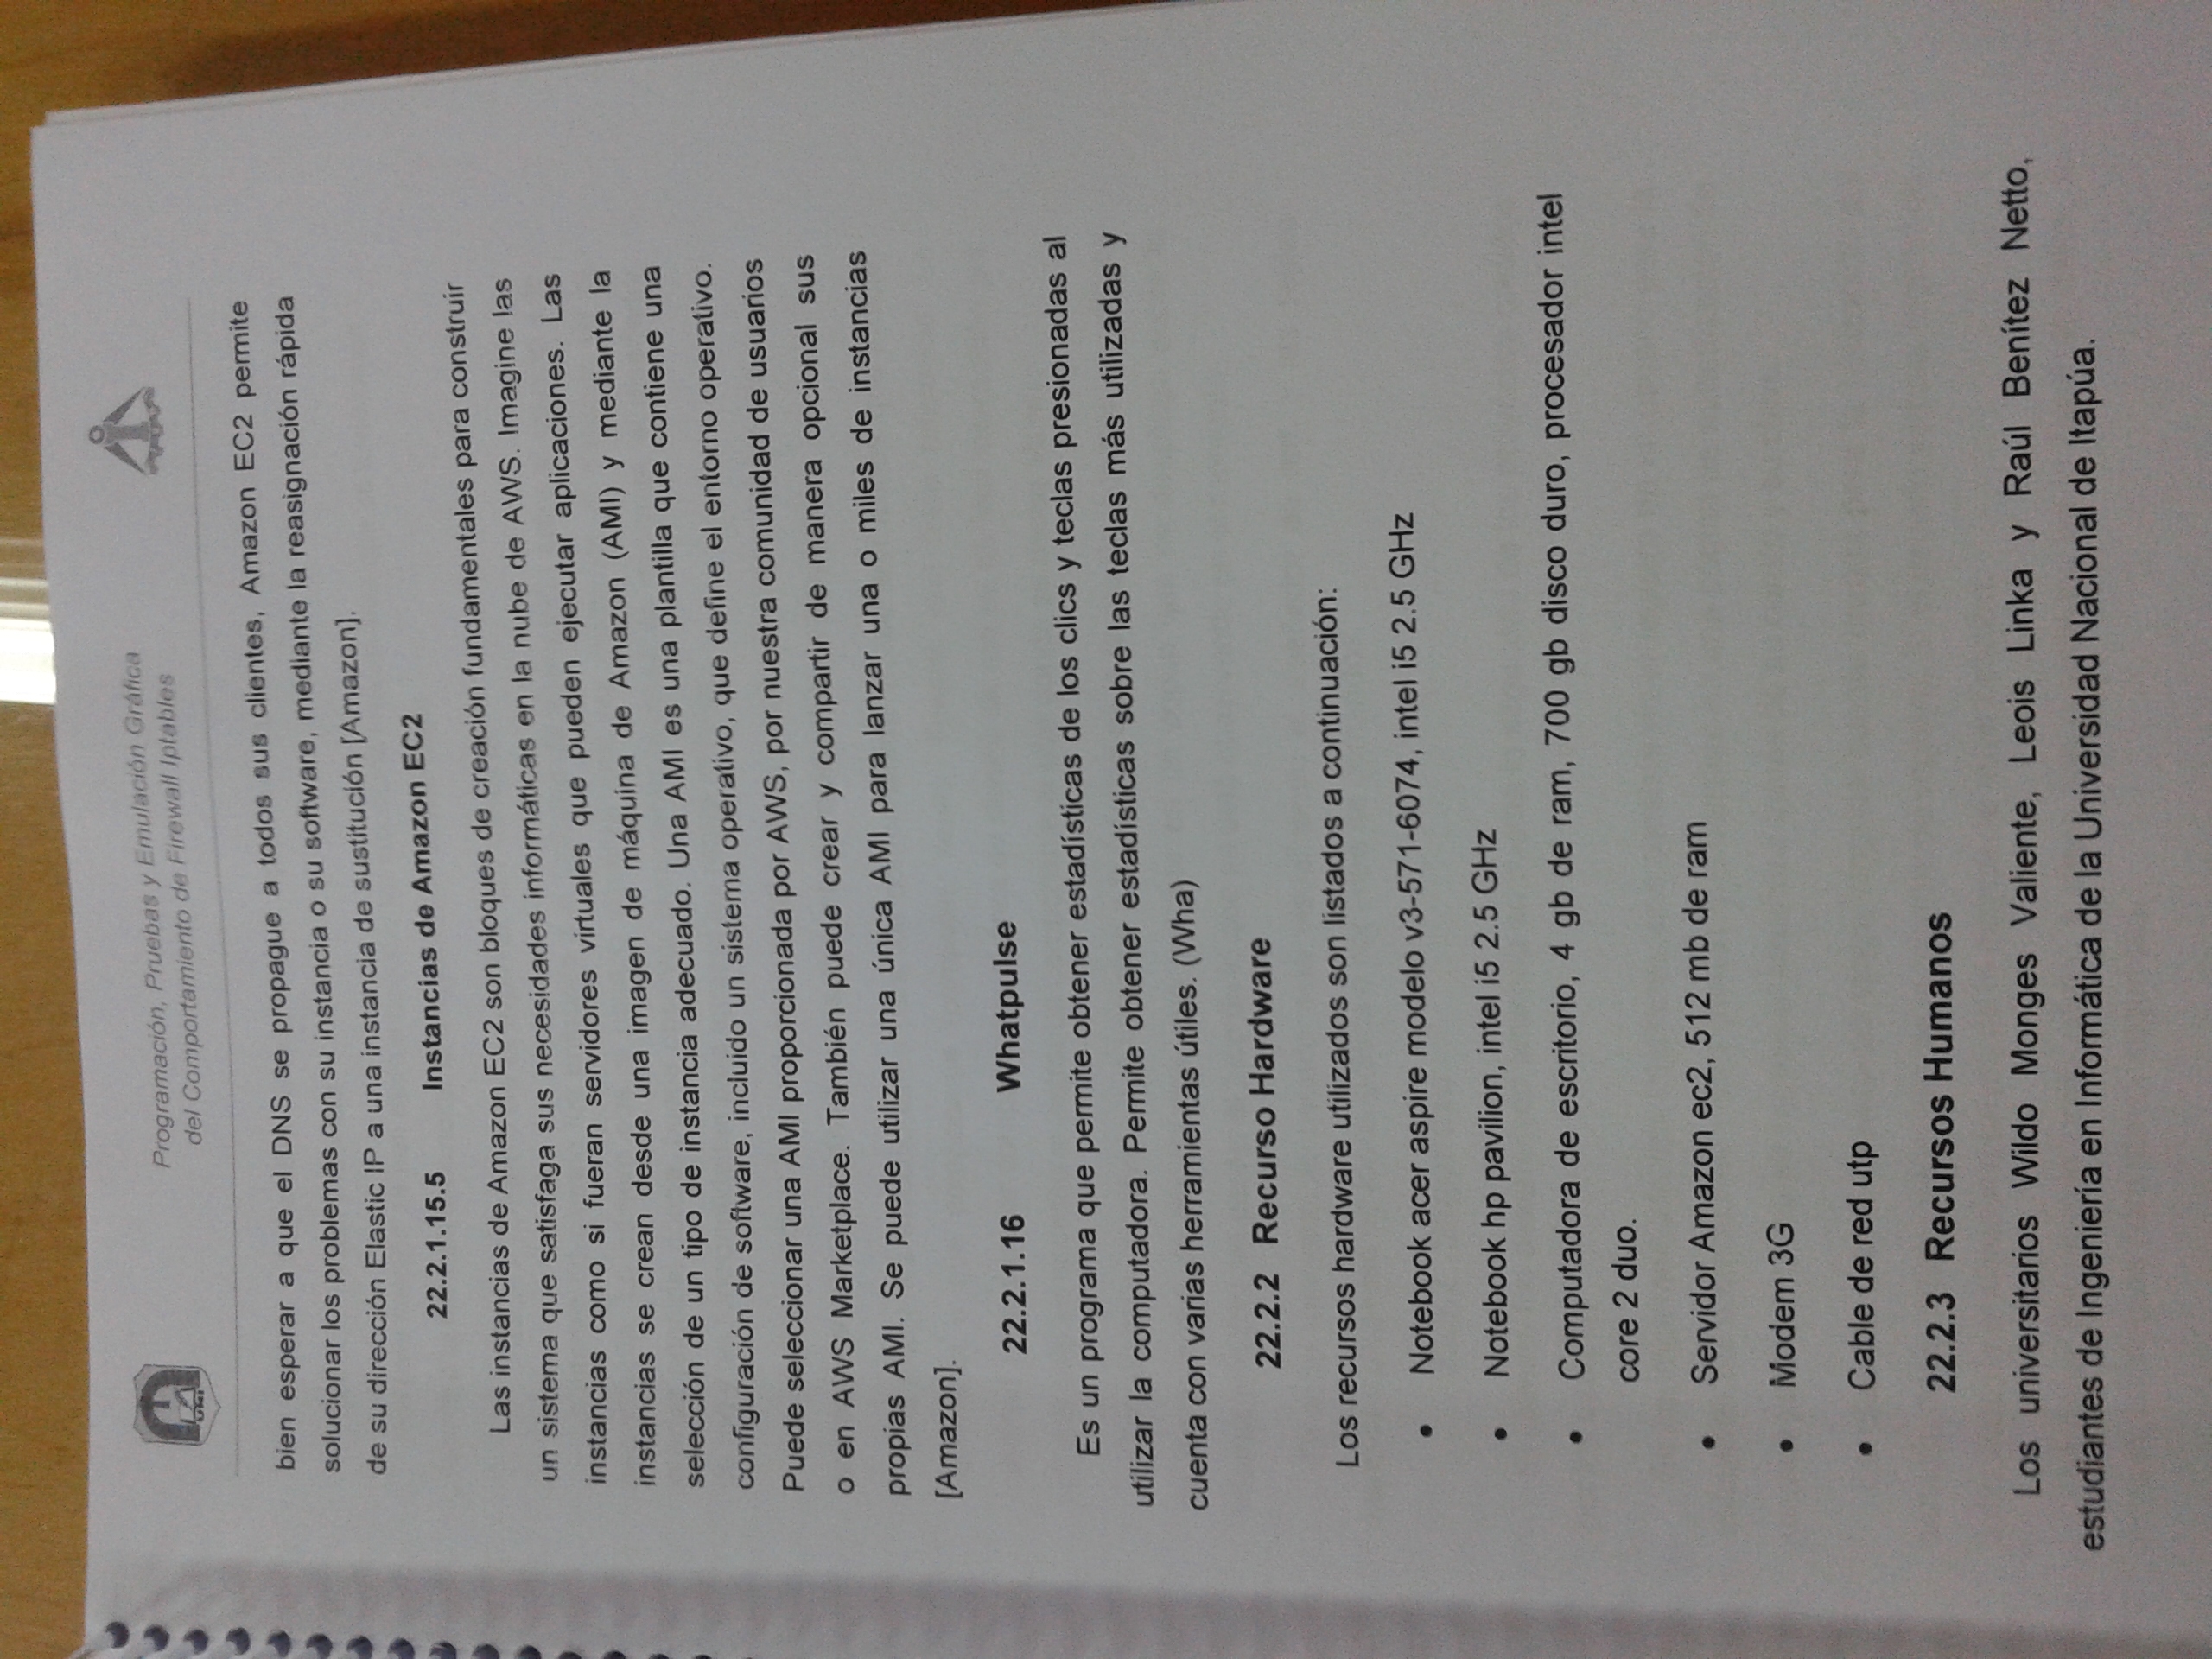 Programación, Pruebas y Emulación Gráfica
del Comportamiento de Firewall Iptables
bien esperar a que el DNS se propague a todos sus clientes, Amazon EC2 permite
solucionar los problemas con su instancia o su software, mediante la reasignación rápida
de su dirección Elastic IP a una instancia de sustitución [Amazon].
22.2.1.15.5 Instancias de Amazon EC2
Las instancias de Amazon EC2 son bloques de creación fundamentales para construir
un sistema que satisfaga sus necesidades informáticas en la nube de AWS. Imagine las
instancias como si fueran servidores virtuales que pueden ejecutar aplicaciones. Las
instancias se crean desde una imagen de máquina de Amazon (AMI) y mediante la
selección de un tipo de instancia adecuado. Una AMI es una plantilla que contiene una
configuración de software, incluido un sistema operativo, que define el entorno operativo.
Puede seleccionar una AMI proporcionada por AWS, por nuestra comunidad de usuarios
o en AWS Marketplace. También puede crear y compartir de manera opcional sus
propias AMI. Se puede utilizar una única AMI para lanzar una o miles de instancias
[Amazon].
22.2.1.16 Whatpulse
Es un programa que permite obtener estadísticas de los clics y teclas presionadas al
utilizar la computadora. Permite obtener estadísticas sobre las teclas más utilizadas y
cuenta con varias herramientas útiles. (Wha)
22.2.2 Recurso Hardware
Los recursos hardware utilizados son listados a continuación:
• Notebook acer aspire modelo v3-571-6074, intel i5 2.5 GHz
• Notebook hp pavilion, intel i5 2.5 GHz
• Computadora de escritorio, 4 gb de ram, 700 gb disco duro, procesador intel
core 2 duo.
• Servidor Amazon ec2, 512 mb de ram
• Modem 3G
• Cable de red utp
22.2.3 Recursos Humanos
Los universitarios Wildo Monges Valiente, Leois Linka y Raúl Benítez Netto,
estudiantes de Ingeniería en Informática de la Universidad Nacional de Itapúa.